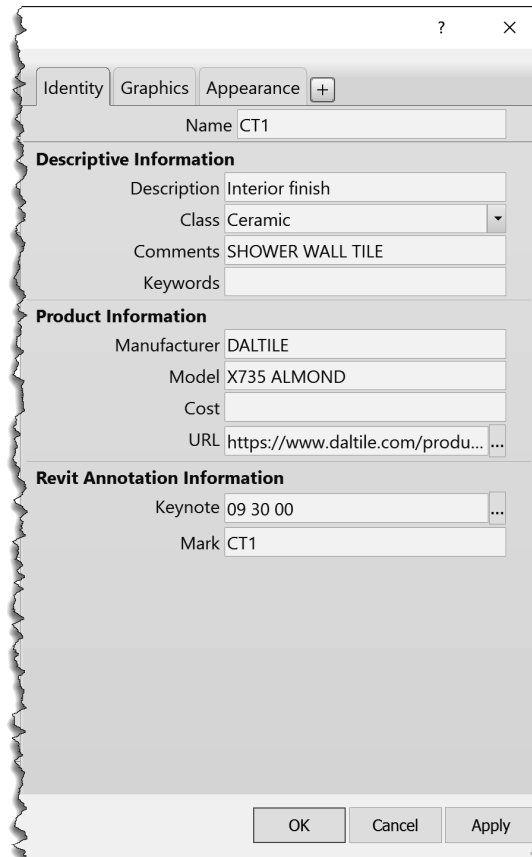 ?
Identity Graphics Appearance +
Name CT1
Descriptive Information
Description Interior finish
Class Ceramic
Comments SHOWER WALL TILE
Keywords
Product Information
Manufacturer DALTILE
Model X735 ALMOND
Cost
URL https://www.daltile.com/produ... ...
Revit Annotation Information
Keynote 09 30 00 ...
Mark CT1
OK Cancel Apply